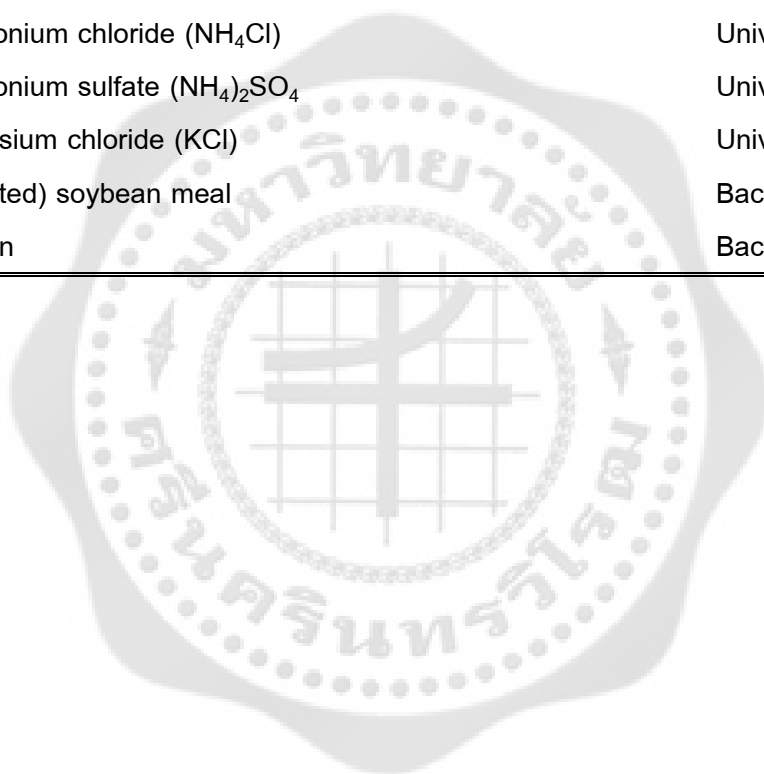 onium chloride (NH₄Cl) Univ
onium sulfate (NH₄)₂SO₄ Univ
sium chloride (KCl) Univ
ted) soybean meal Bac
n Bac
มหาวิทยาลัย
ศรีนครินทรวิโรฒ